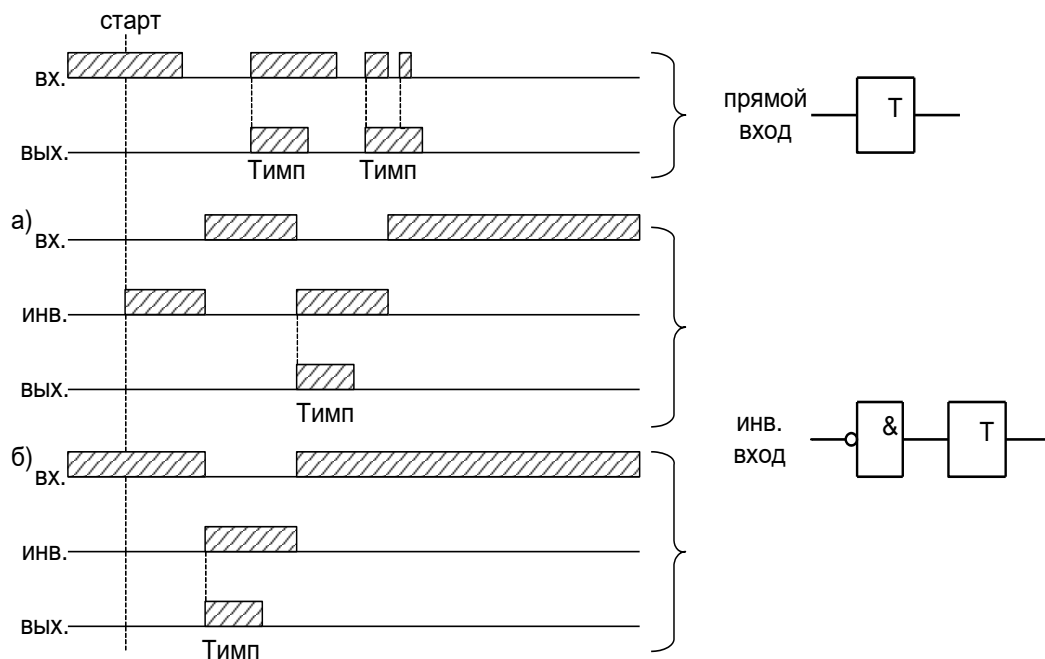 старт
вх.
вых.
Тимп
Тимп
прямой
вход
Т
а)
вх.
инв.
вых.
Тимп
б)
вх.
инв.
вых.
Тимп
инв.
вход
&
Т